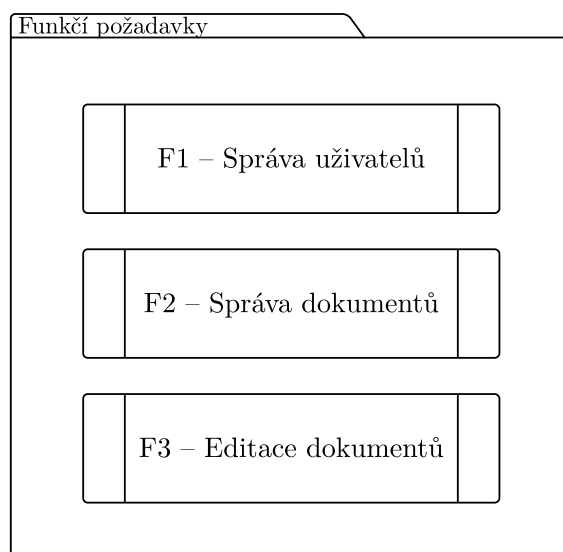 Funkčí požadavky
F1 – Správa uživatelů
F2 – Správa dokumentů
F3 – Editace dokumentů